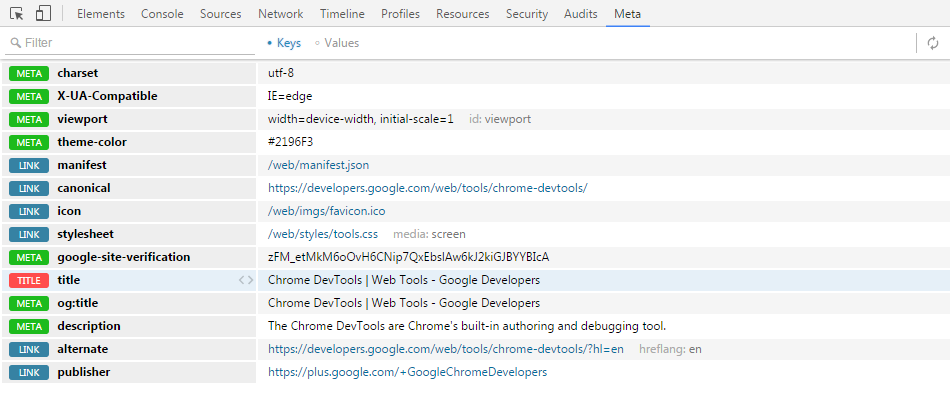 Elements Console Sources Network Timeline Profiles Resources Security Audits Meta
Filter Keys Values
META charset utf-8
META X-UA-Compatible IE=edge
META viewport width=device-width, initial-scale=1 id: viewport
META theme-color #2196F3
LINK manifest /web/manifest.json
LINK canonical https://developers.google.com/web/tools/chrome-devtools/
LINK icon /web/imgs/favicon.ico
LINK stylesheet /web/styles/tools.css media: screen
META google-site-verification zFM_etMkM6oOvH6CNip7QxEbslAw6kJ2kiGJBYYBIcA
TITLE title <> Chrome DevTools | Web Tools - Google Developers
META og:title Chrome DevTools | Web Tools - Google Developers
META description The Chrome DevTools are Chrome's built-in authoring and debugging tool.
LINK alternate https://developers.google.com/web/tools/chrome-devtools/?hl=en hreflang: en
LINK publisher https://plus.google.com/+GoogleChromeDevelopers